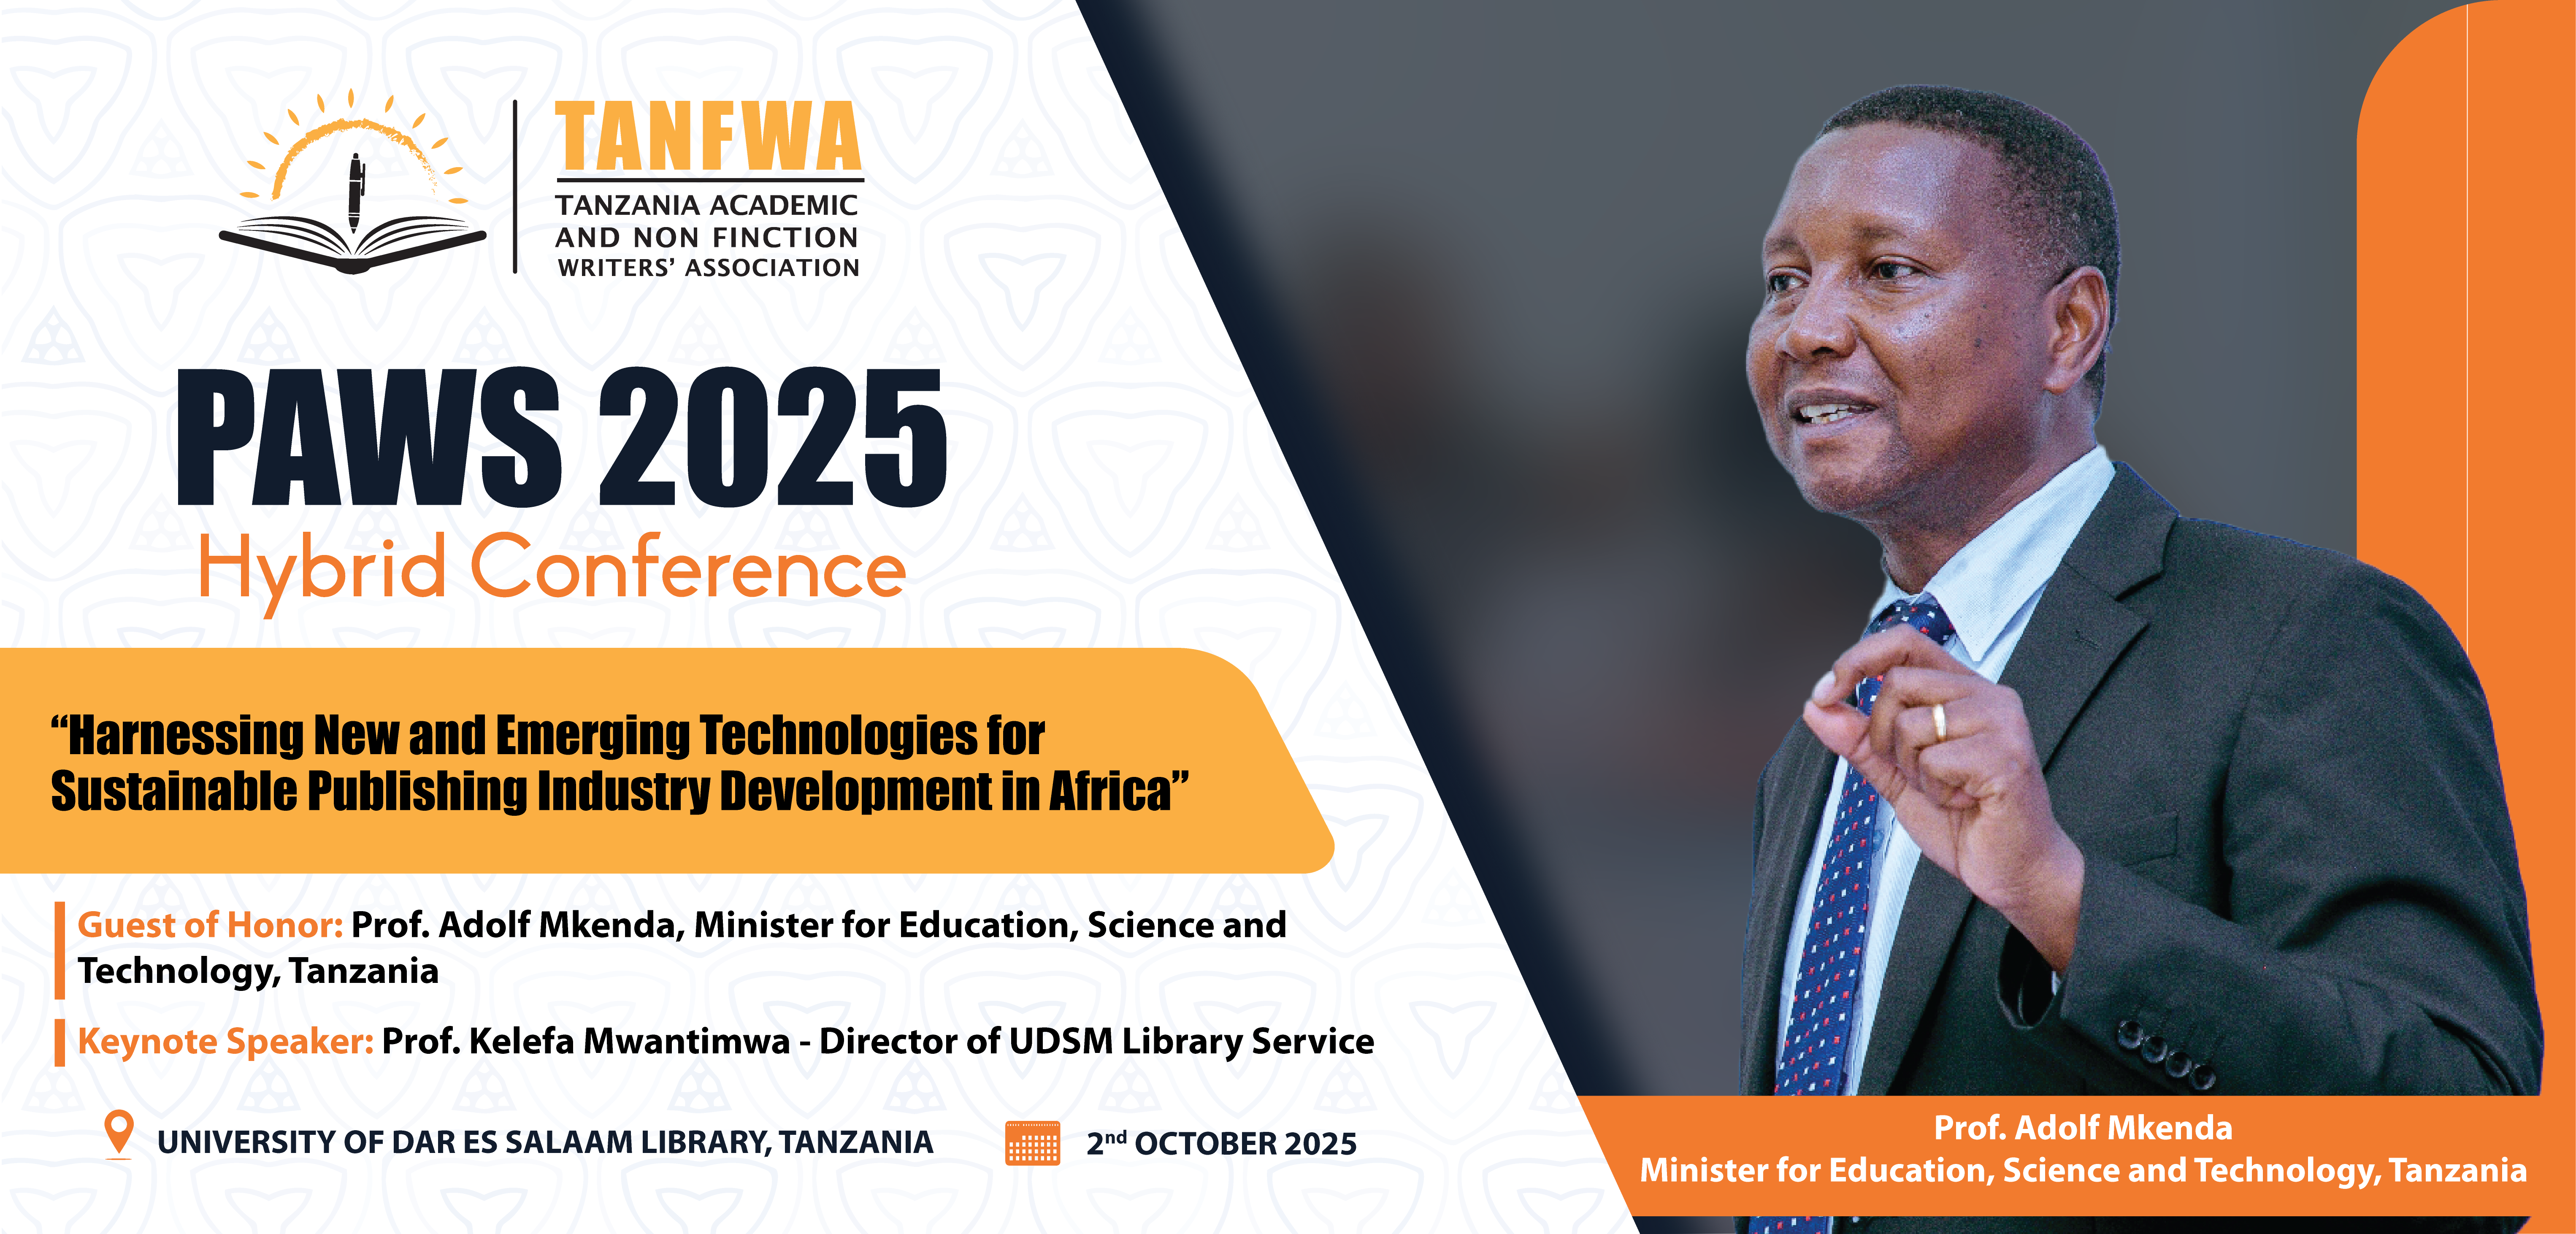 TANFWA
TANZANIA ACADEMIC
AND NON FINCTION
WRITERS’ ASSOCIATION
PAWS 2025
Hybrid Conference
“Harnessing New and Emerging Technologies for
Sustainable Publishing Industry Development in Africa”
Guest of Honor: Prof. Adolf Mkenda, Minister for Education, Science and
Technology, Tanzania
Keynote Speaker: Prof. Kelefa Mwantimwa - Director of UDSM Library Service
UNIVERSITY OF DAR ES SALAAM LIBRARY, TANZANIA
2nd OCTOBER 2025
Prof. Adolf Mkenda
Minister for Education, Science and Technology, Tanzania